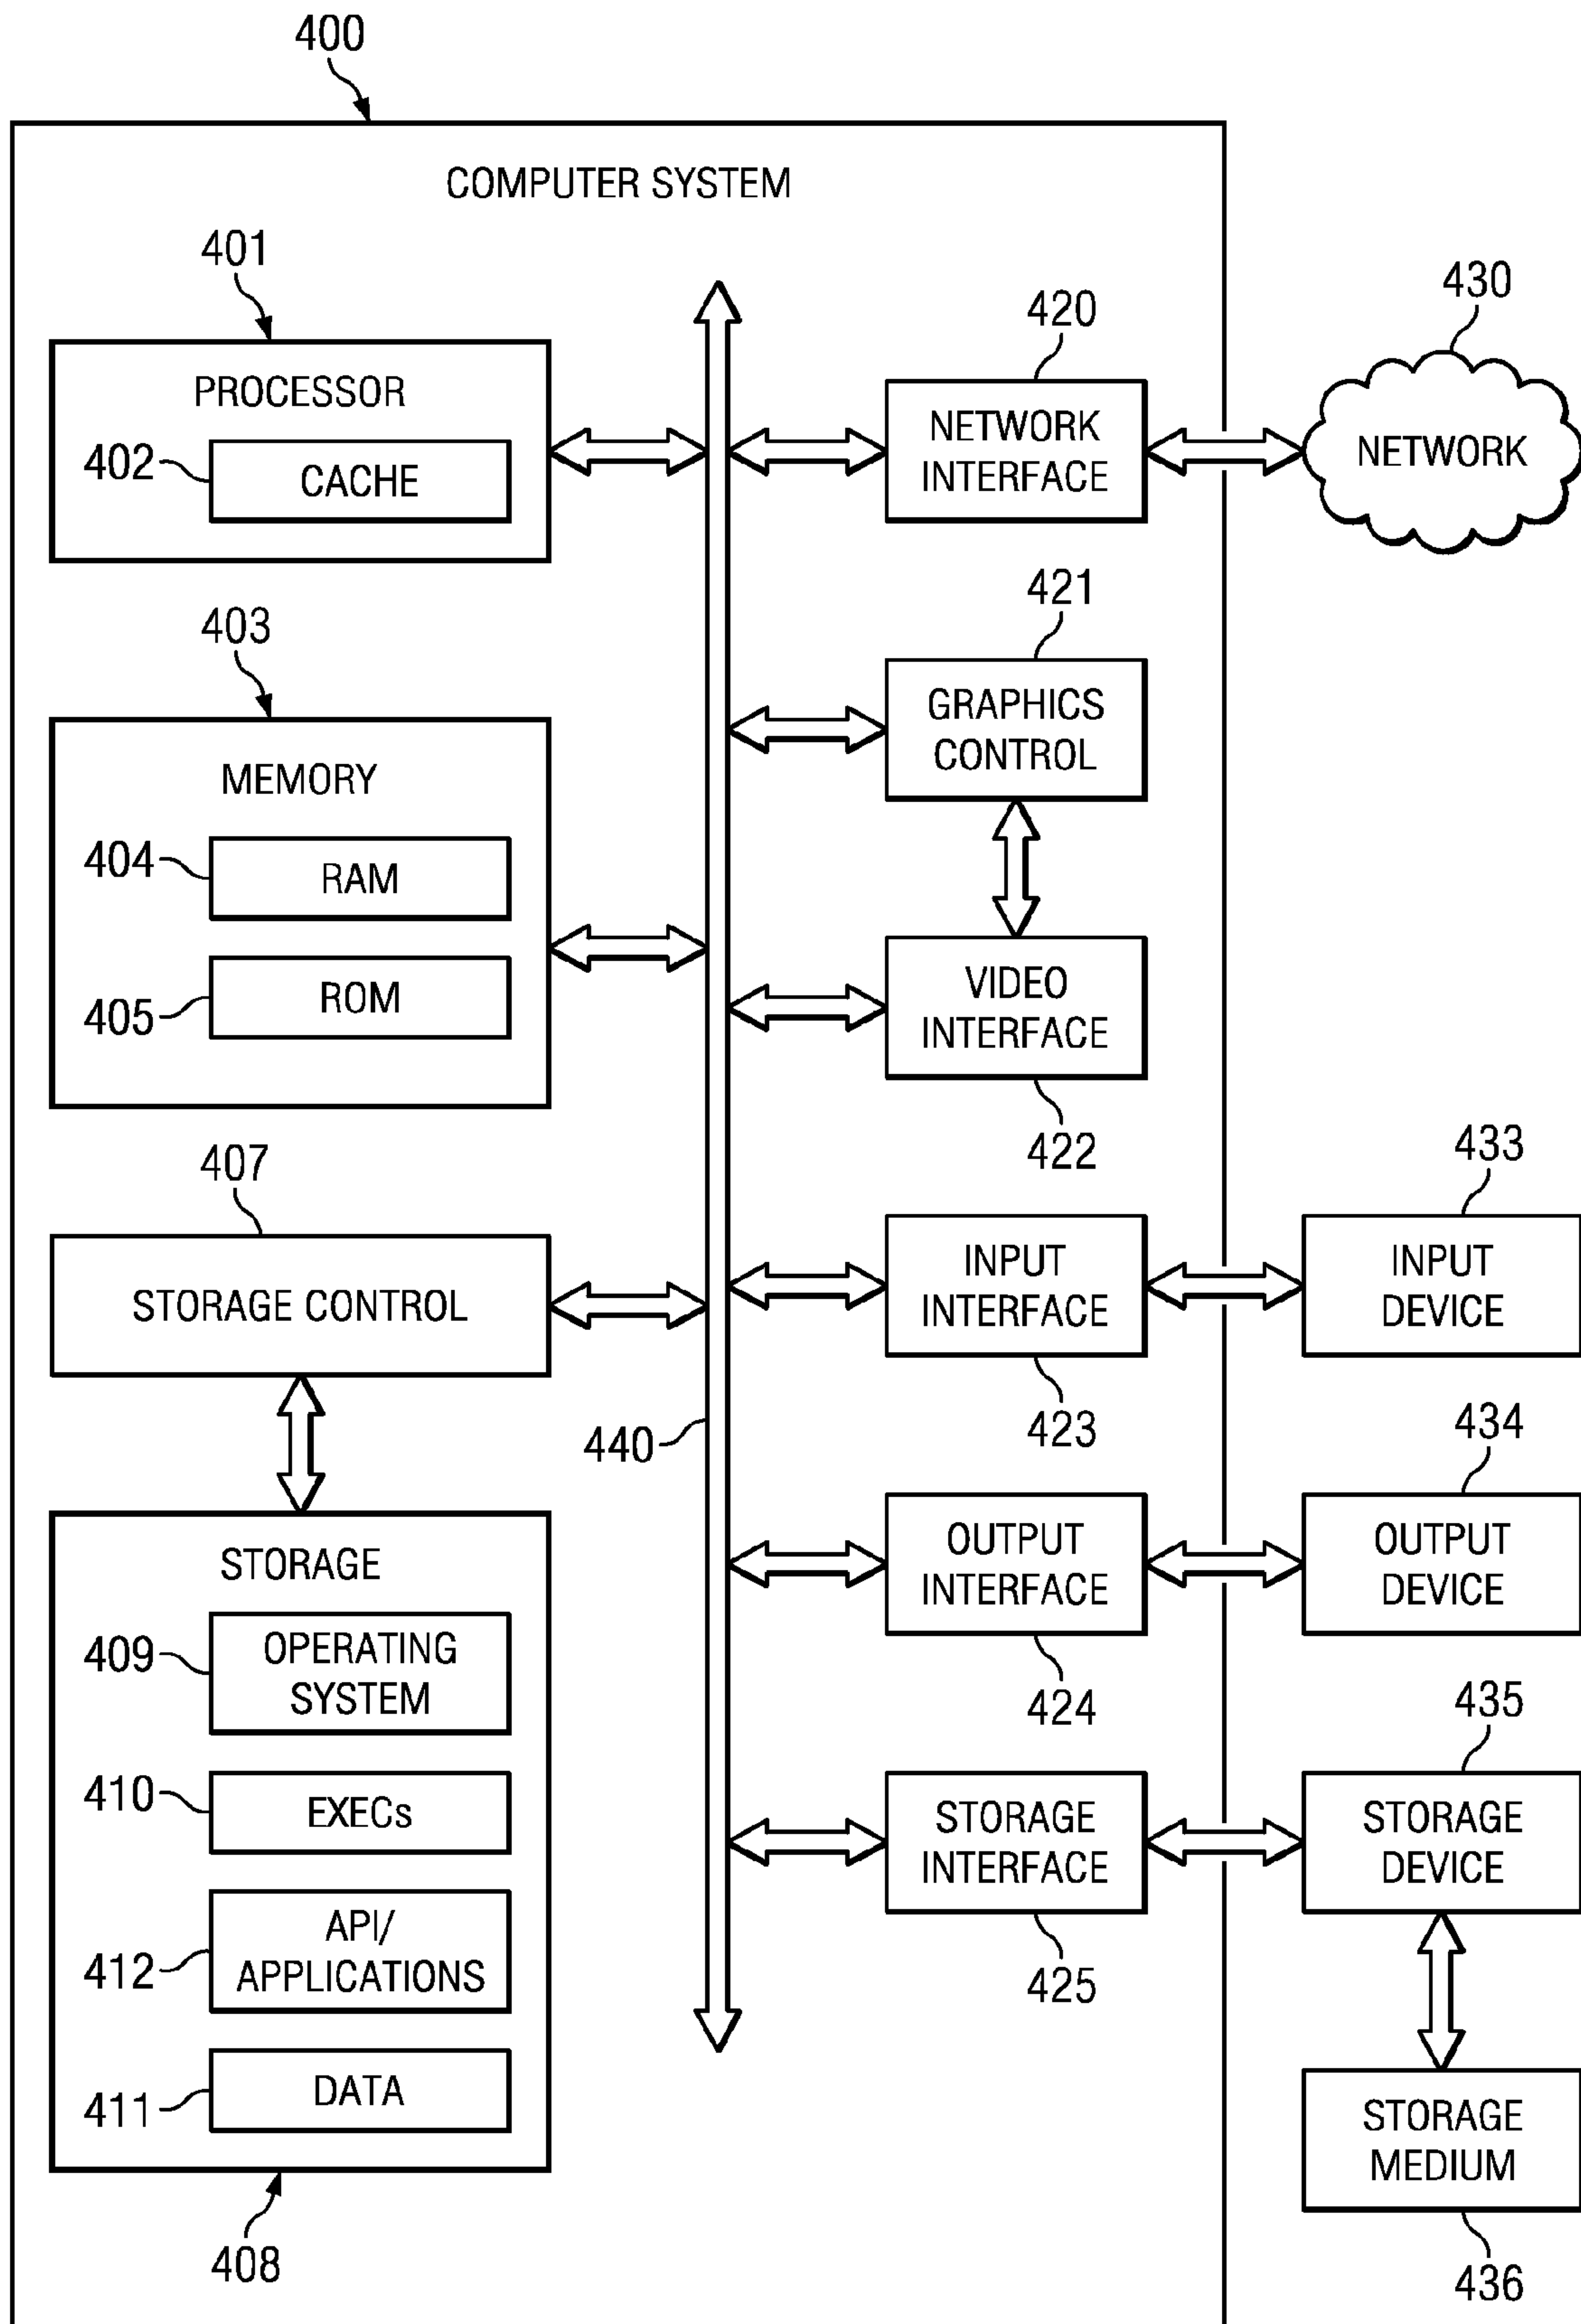 400
COMPUTER SYSTEM
401
PROCESSOR
402
CACHE
403
MEMORY
404
RAM
405
ROM
407
STORAGE CONTROL
STORAGE
409
OPERATING
SYSTEM
410
EXECs
412
API/
APPLICATIONS
411
DATA
408
440
420
NETWORK
INTERFACE
430
NETWORK
421
GRAPHICS
CONTROL
VIDEO
INTERFACE
422
INPUT
INTERFACE
423
433
INPUT
DEVICE
OUTPUT
INTERFACE
424
434
OUTPUT
DEVICE
STORAGE
INTERFACE
425
435
STORAGE
DEVICE
STORAGE
MEDIUM
436